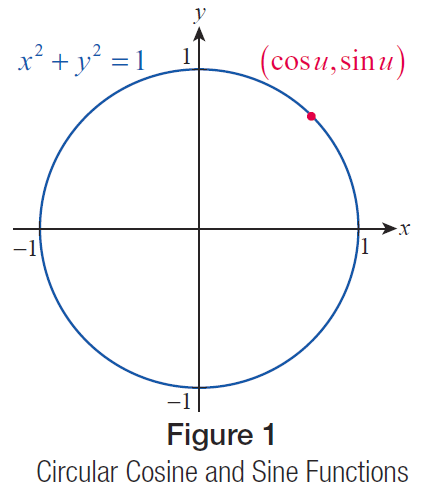 y
x² + y² = 1
1
(cos u, sin u)
x
−1
1
−1
Figure 1
Circular Cosine and Sine Functions